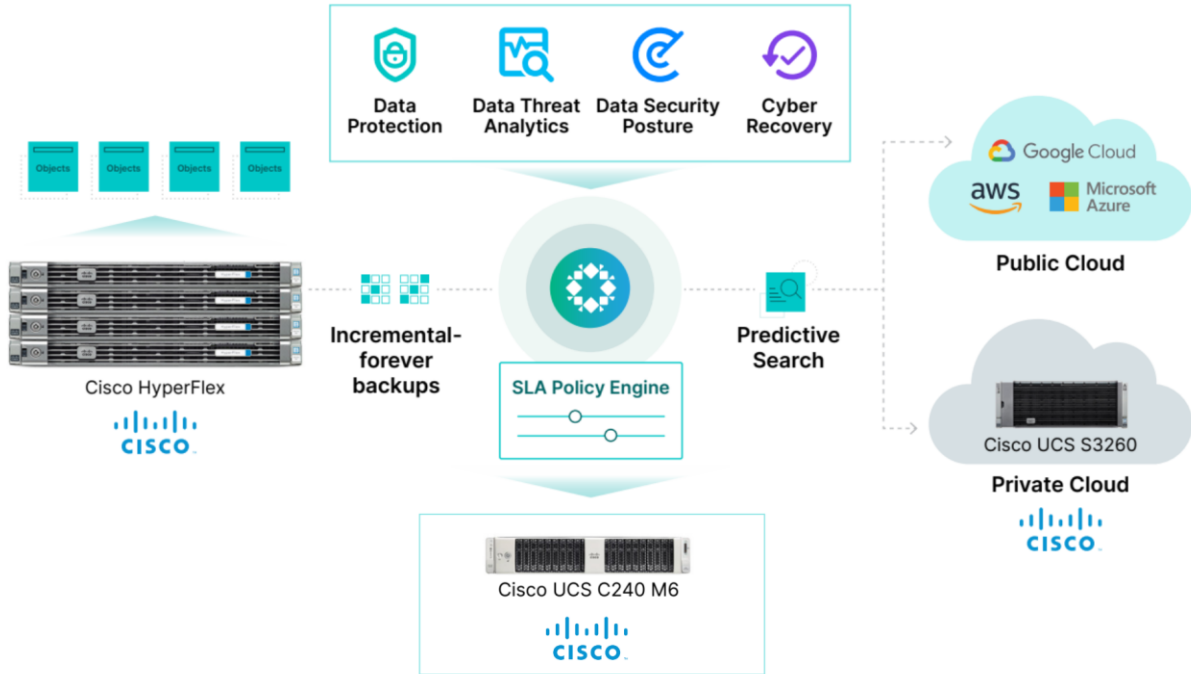 Data
Protection
Data Threat
Analytics
Data Security
Posture
Cyber
Recovery
Objects
Objects
Objects
Objects
Google Cloud
aws
Microsoft
Azure
Public Cloud
Incremental-
forever
backups
Predictive
Search
Cisco HyperFlex
CISCO
SLA Policy Engine
Cisco UCS S3260
Private Cloud
CISCO
Cisco UCS C240 M6
CISCO